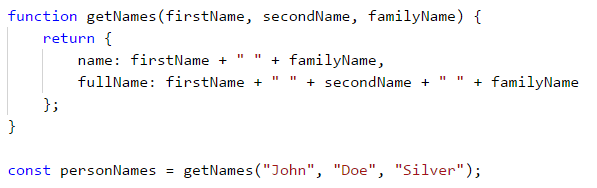 function getNames(firstName, secondName, familyName) {
    return {
        name: firstName + " " + familyName,
        fullName: firstName + " " + secondName + " " + familyName
    };
}

const personNames = getNames("John", "Doe", "Silver");